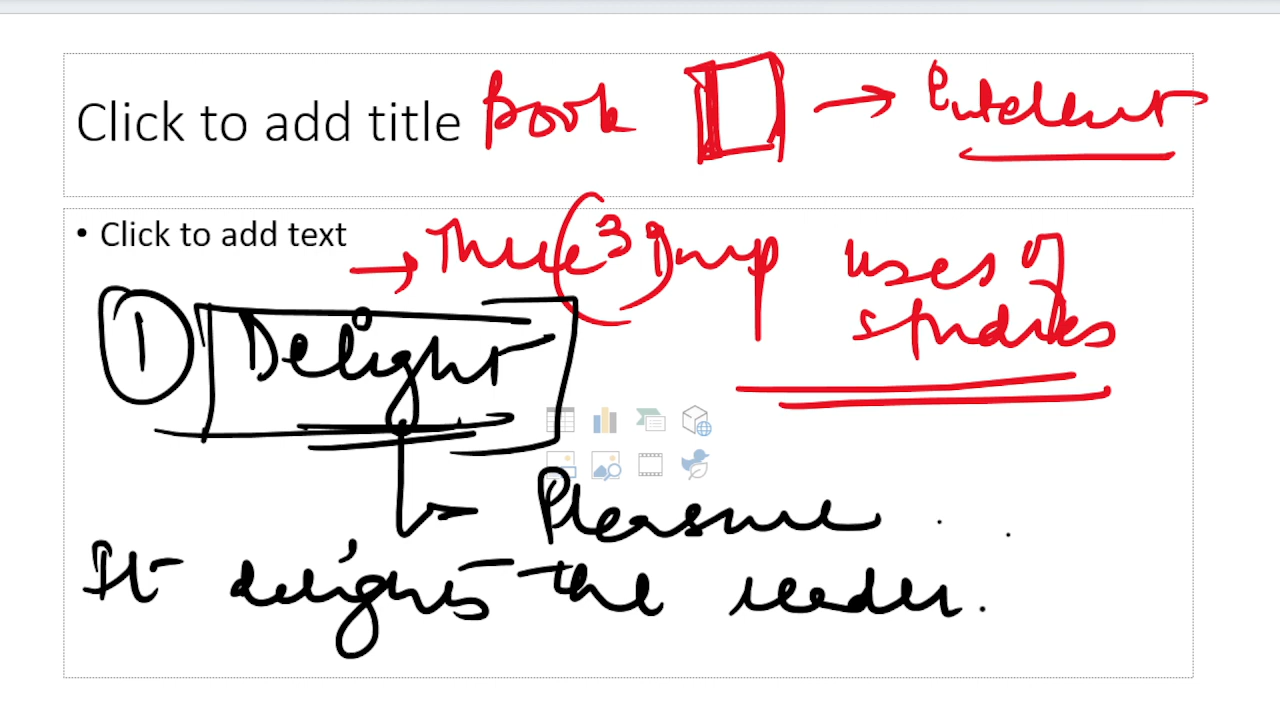 Click to add title Book → Intellect
• Click to add text
→ Three (3) Imp uses of
studies
1 Delight
Pleasure
It delights the reader.